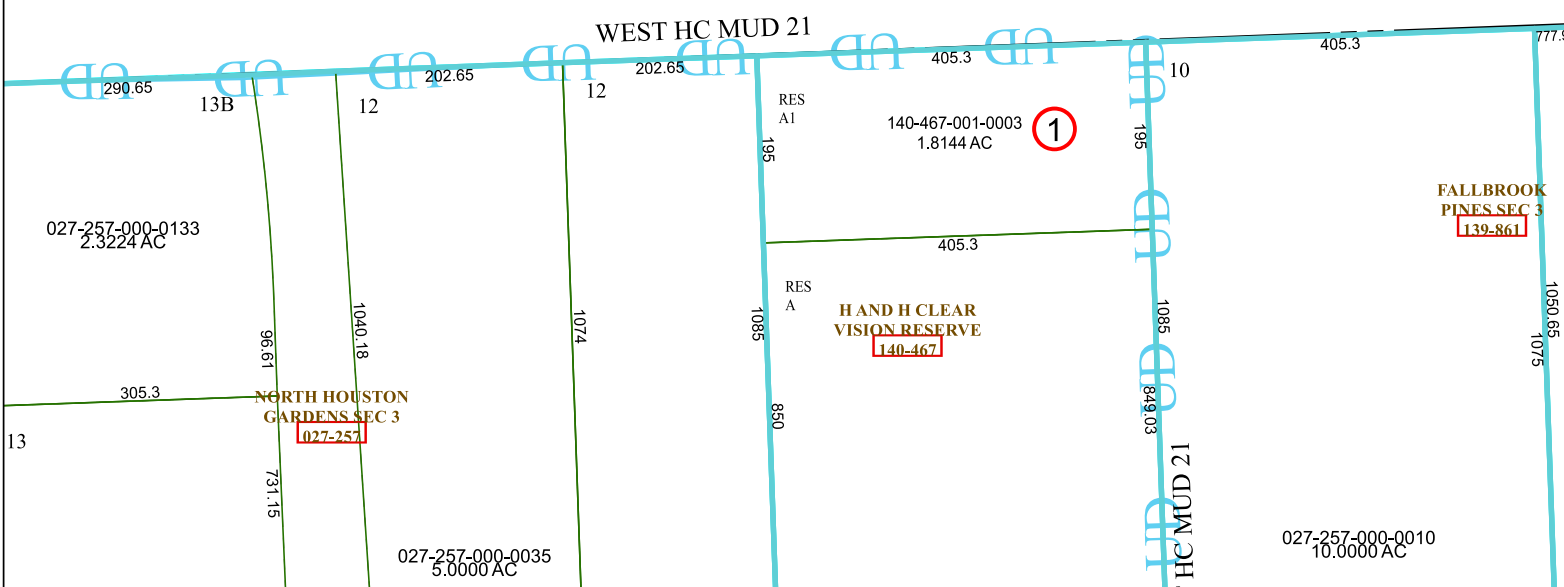 WEST HC MUD 21
290.65
202.65
202.65
405.3
405.3
777.9
13B
12
12
10
RES
A1
140-467-001-0003
1.8144 AC
1
195
195
027-257-000-0133
2.3224 AC
FALLBROOK
PINES SEC 3
139-861
405.3
RES
A
H AND H CLEAR
VISION RESERVE
140-467
96.61
1040.18
1074
1085
1085
1050.65
1075
305.3
NORTH HOUSTON
GARDENS SEC 3
027-257
850
849.03
13
731.15
HC MUD 21
027-257-000-0035
5.0000 AC
027-257-000-0010
10.0000 AC